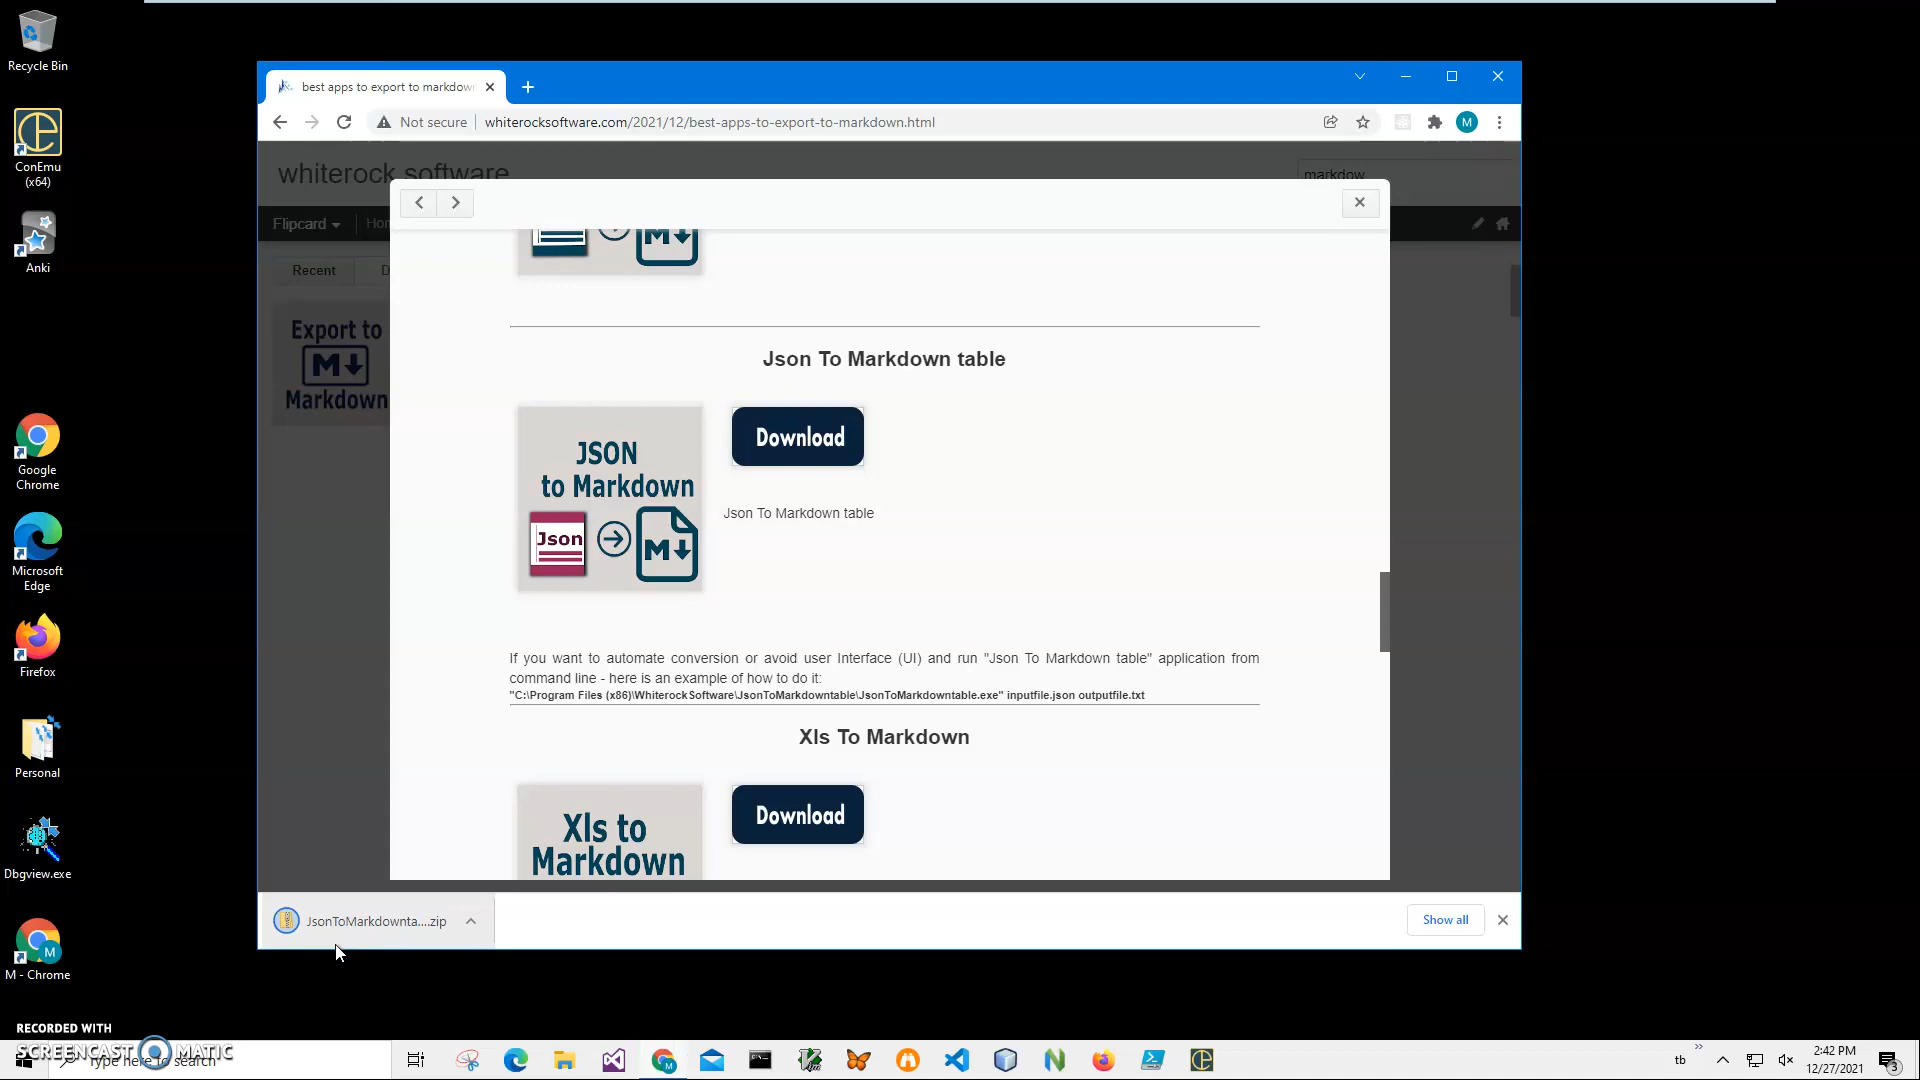 Recycle Bin
ConEmu
(x64)
Anki
Google
Chrome
Microsoft
Edge
Firefox
Personal
Dbgview.exe
M
M - Chrome
best apps to export to markdow
Not secure
whiterocksoftware.com/2021/12/best-apps-to-export-to-markdown.html
M
whiterock software
markdow
Flipcard
Hom
Recent
D
Export to
M
Markdown
M
Json To Markdown table
JSON
to Markdown
Json
M
Download
Json To Markdown table
If you want to automate conversion or avoid user Interface (UI) and run "Json To Markdown table" application from
command line - here is an example of how to do it:
"C:\Program Files (x86)\WhiterockSoftware\JsonToMarkdowntable\JsonToMarkdowntable.exe" inputfile.json outputfile.txt
Xls To Markdown
Xls to
Markdown
Download
JsonToMarkdownta....zip
Show all
RECORDED WITH
SCREENCAST MATIC
Type here to search
tb
2:42 PM
12/27/2021
3